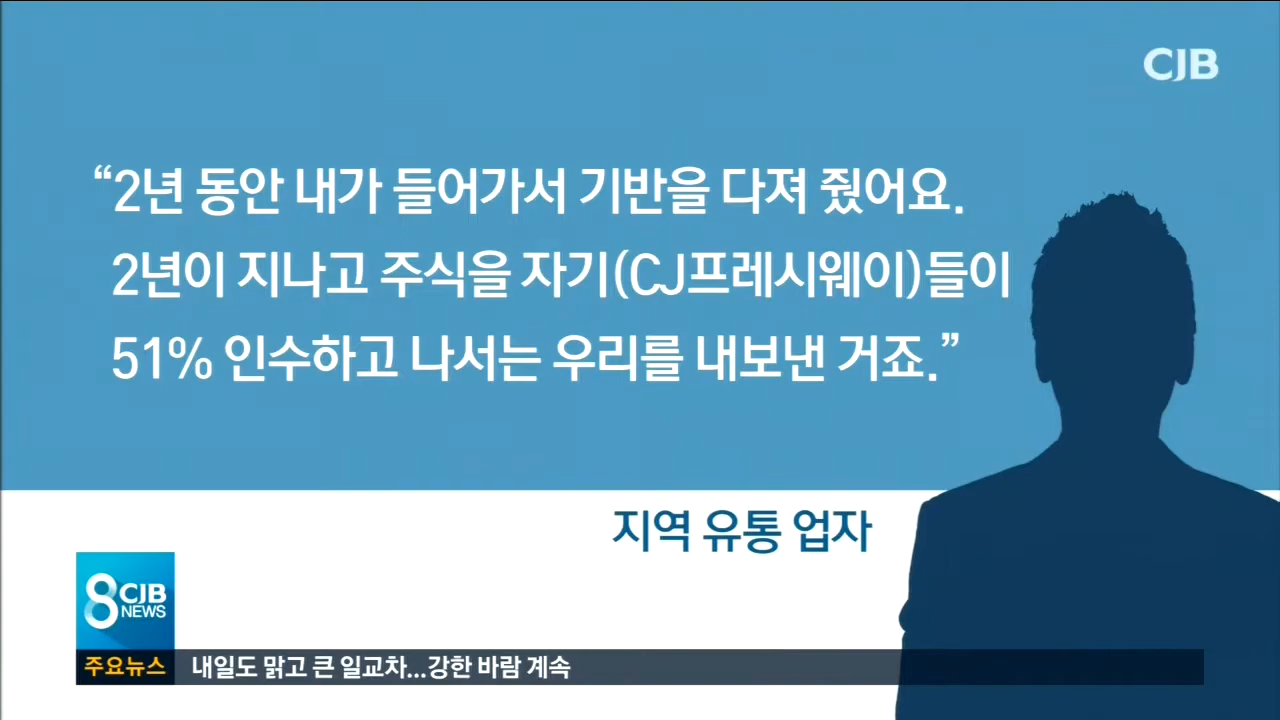 CJB
“2년 동안 내가 들어가서 기반을 다져 줬어요.
2년이 지나고 주식을 자기(CJ프레시웨이)들이
51% 인수하고 나서는 우리를 내보낸 거죠.”
지역 유통 업자
8 CJB
NEWS
주요뉴스 내일도 맑고 큰 일교차...강한 바람 계속